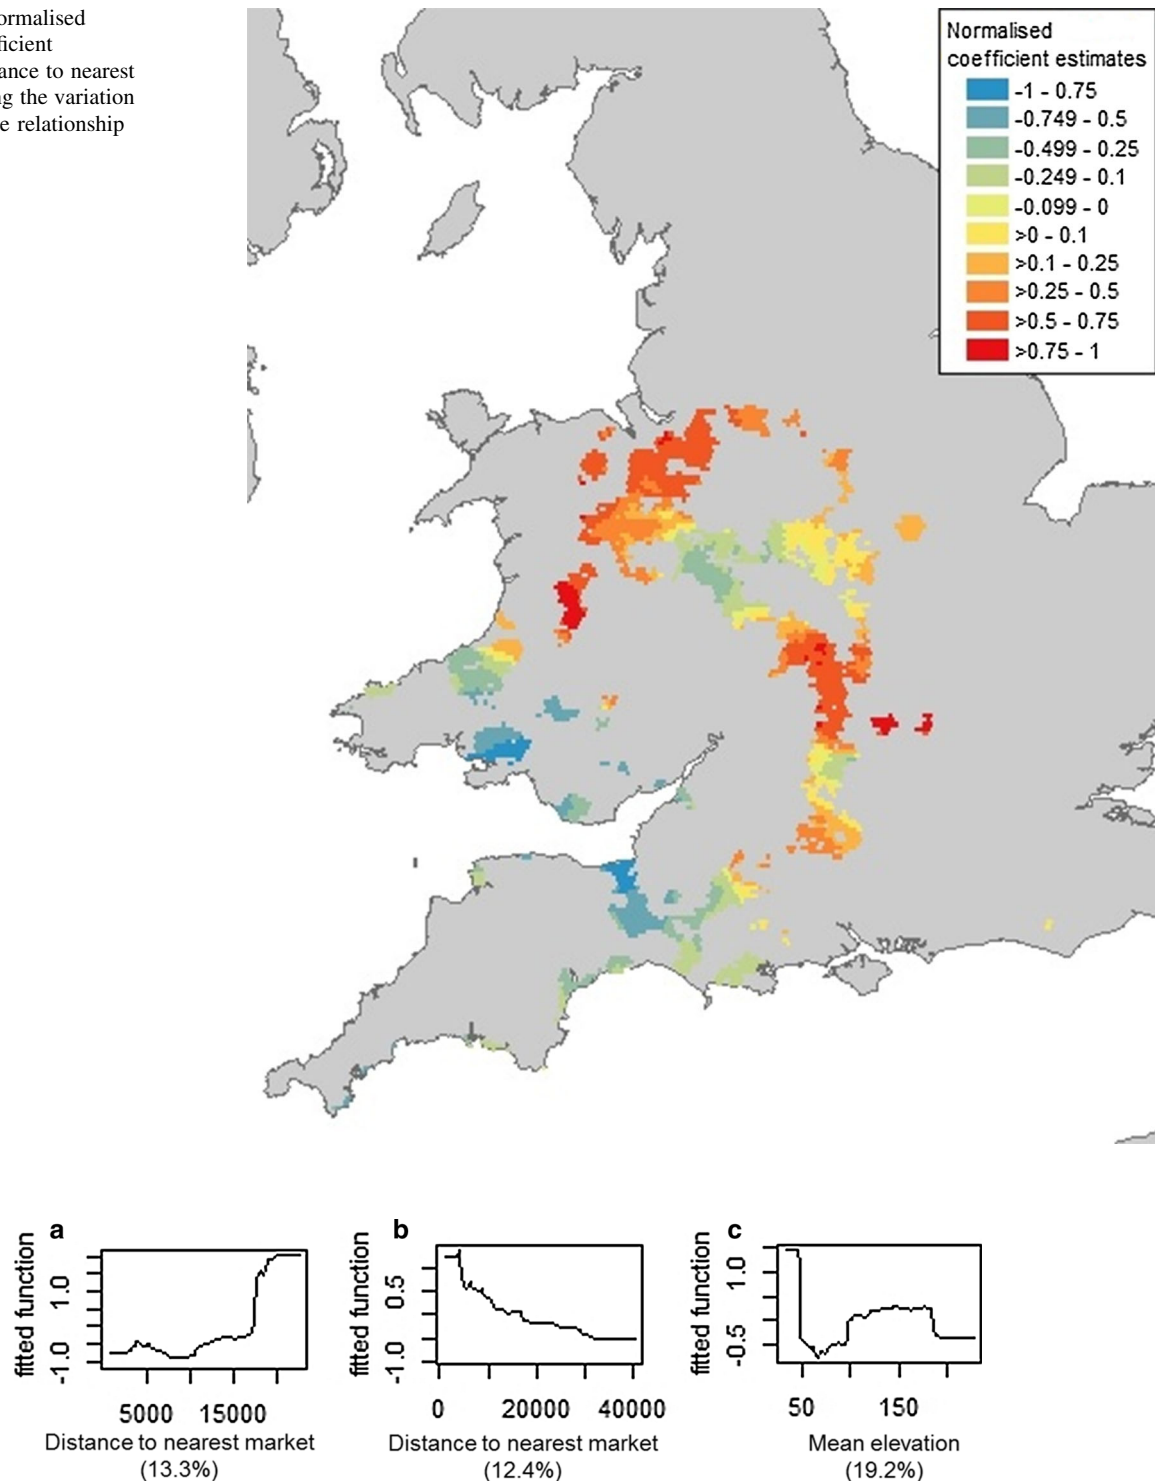 ormalised
ficient
ance to nearest
g the variation
e relationship
Normalised
coefficient estimates
-1 - 0.75
-0.749 - 0.5
-0.499 - 0.25
-0.249 - 0.1
-0.099 - 0
>0 - 0.1
>0.1 - 0.25
>0.25 - 0.5
>0.5 - 0.75
>0.75 - 1
a
fitted function
1.0
-1.0
5000 15000
Distance to nearest market
(13.3%)
b
fitted function
0.5
-1.0
0 20000 40000
Distance to nearest market
(12.4%)
c
fitted function
1.0
-0.5
50 150
Mean elevation
(19.2%)